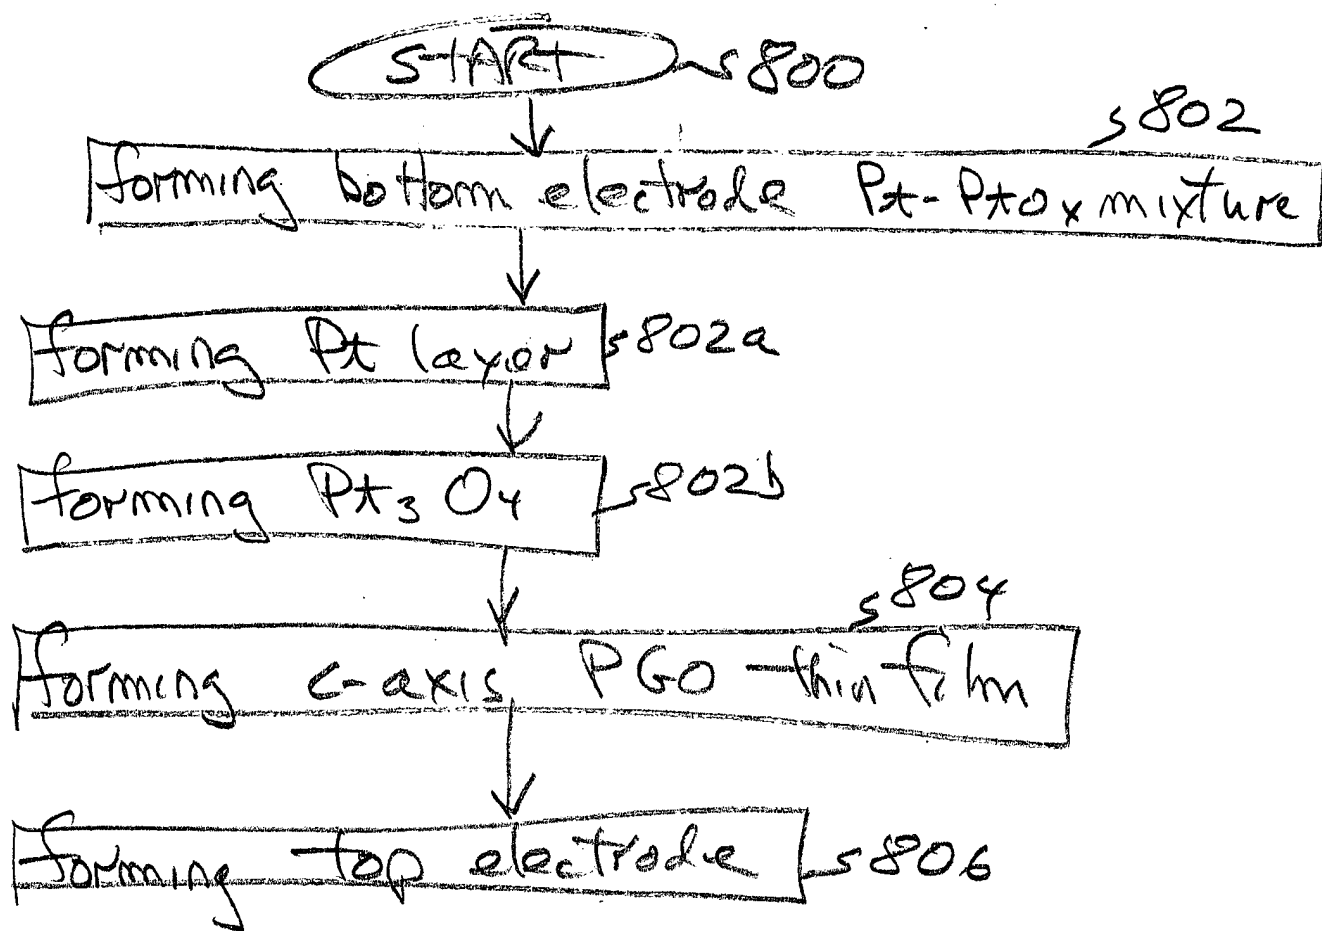 START 800
802
forming bottom electrode Pt-PtOx mixture
forming Pt layer 802a
forming Pt3O4 802b
804
forming c-axis PGO thin film
forming top electrode 806